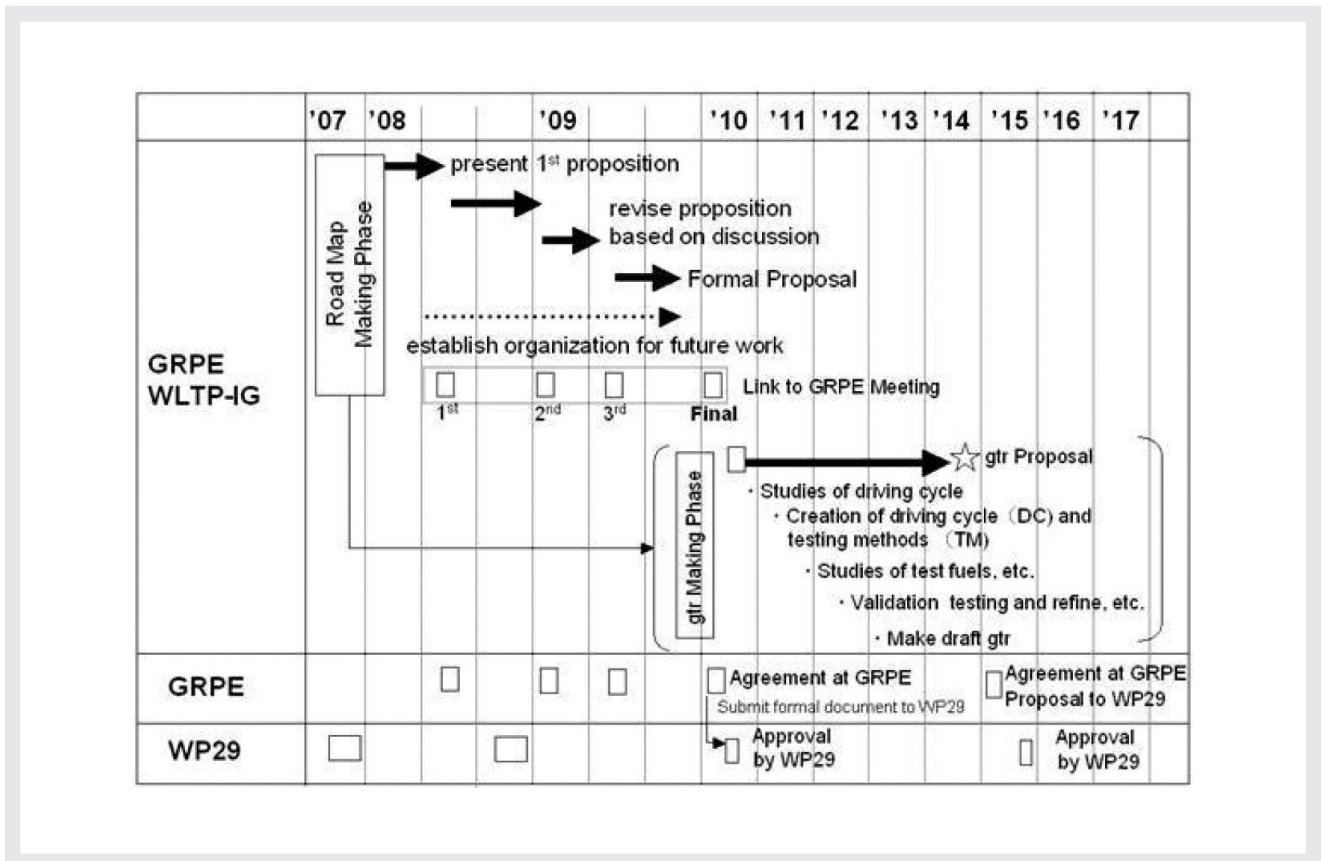 '07 '08 '09 '10 '11 '12 '13 '14 '15 '16 '17
GRPE
WLTP-IG
Road Map
Making Phase
present 1st proposition
revise proposition
based on discussion
Formal Proposal
establish organization for future work
1st 2nd 3rd Final
Link to GRPE Meeting
gtr Making Phase
gtr Proposal
・Studies of driving cycle
・Creation of driving cycle（DC) and
testing methods （TM)
・Studies of test fuels, etc.
・Validation testing and refine, etc.
・Make draft gtr
GRPE
Agreement at GRPE
Submit formal document to WP29
Agreement at GRPE
Proposal to WP29
WP29
Approval
by WP29
Approval
by WP29